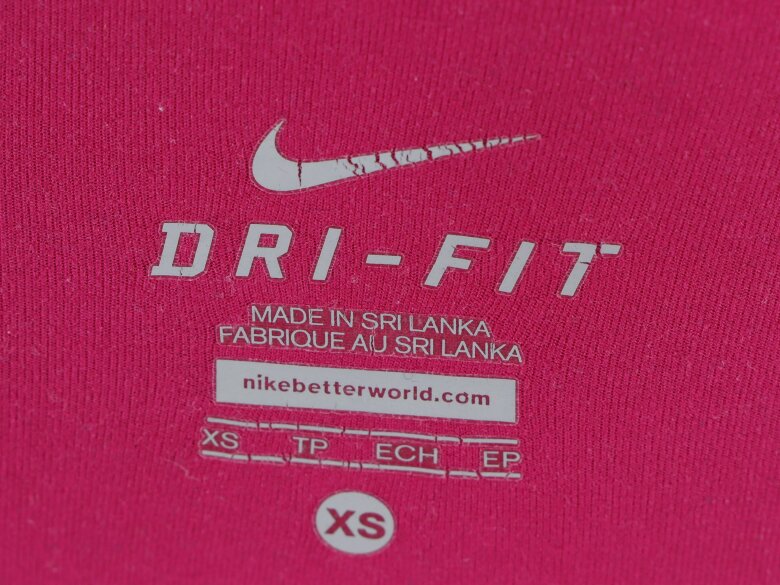 DRI-FIT
MADE IN SRI LANKA
FABRIQUE AU SRI LANKA
nikebetterworld.com
XS TP ECH EP
XS